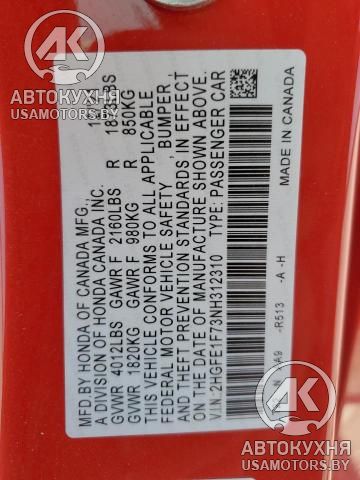 MFD.BY HONDA OF CANADA MFG.,
A DIVISION OF HONDA CANADA INC.
GVWR 4012LBS GAWR F 2160LBS R
GVWR 1820KG GAWR F 980KG R 850KG
THIS VEHICLE CONFORMS TO ALL APPLICABLE
FEDERAL MOTOR VEHICLE SAFETY , BUMPER
AND THEFT PREVENTION STANDARDS IN EFFECT
ON THE DATE OF MANUFACTURE SHOWN ABOVE.
V.I.N: 2HGFE1F73NH312310 TYPE: PASSENGER CAR
-R513
-A -H
MADE IN CANADA
АВТОКУХНЯ
USAMOTORS.BY
АВТОКУХНЯ
USAMOTORS.BY